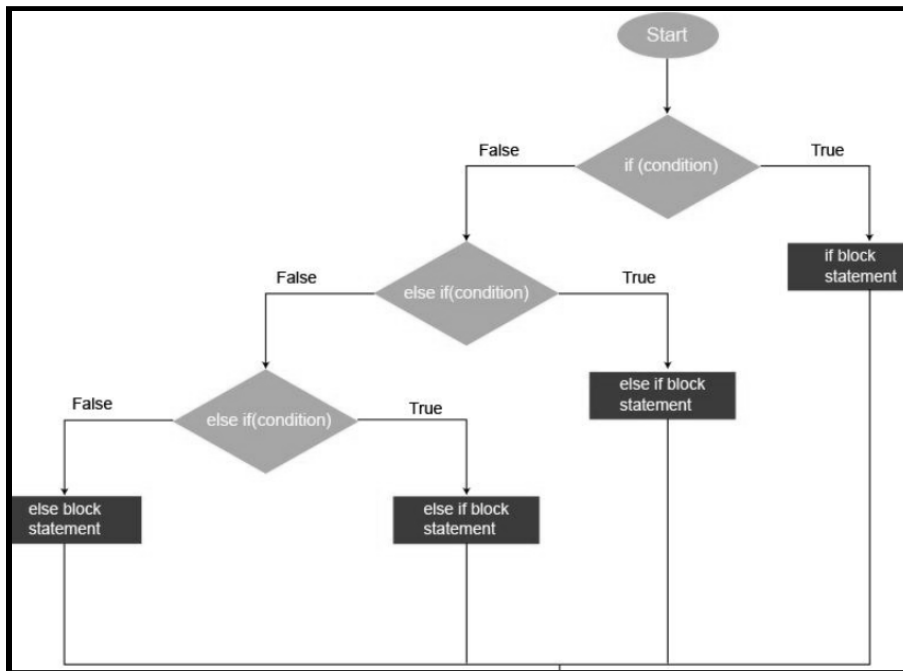 Start
False
if (condition)
True
if block
statement
False
else if(condition)
True
else if block
statement
False
else if(condition)
True
else block
statement
else if block
statement